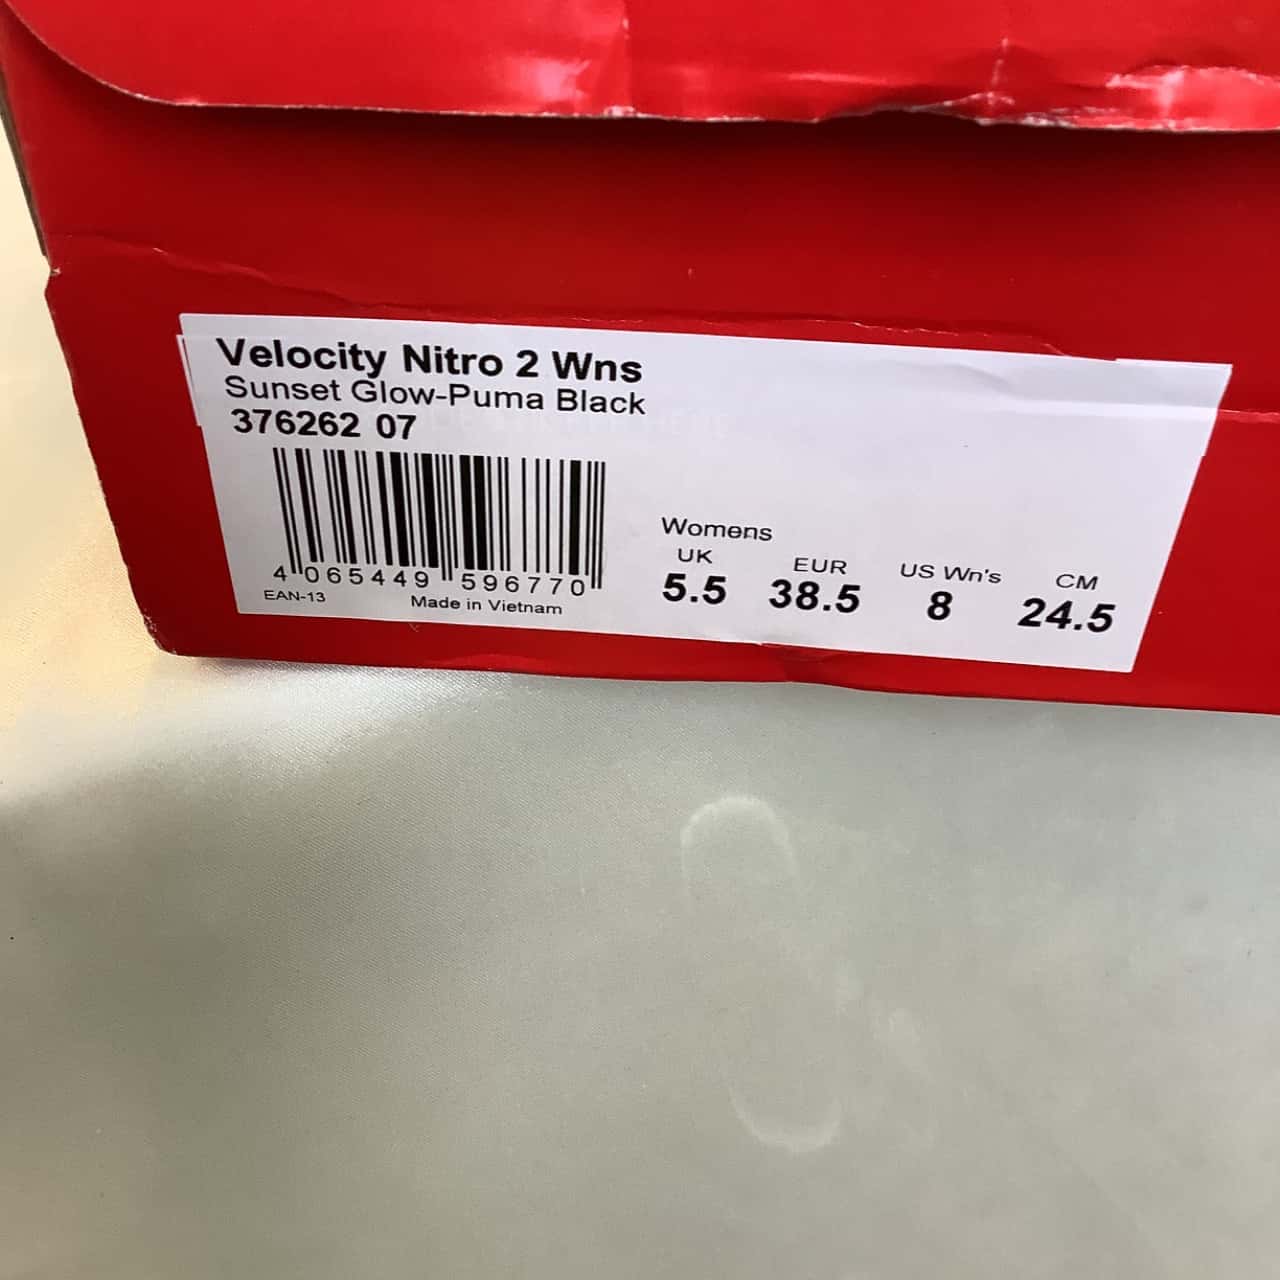 Velocity Nitro 2 Wns
Sunset Glow-Puma Black
376262 07
4 065449 596770
EAN-13
Made in Vietnam
Womens
UK EUR US Wn's CM
5.5 38.5 8 24.5